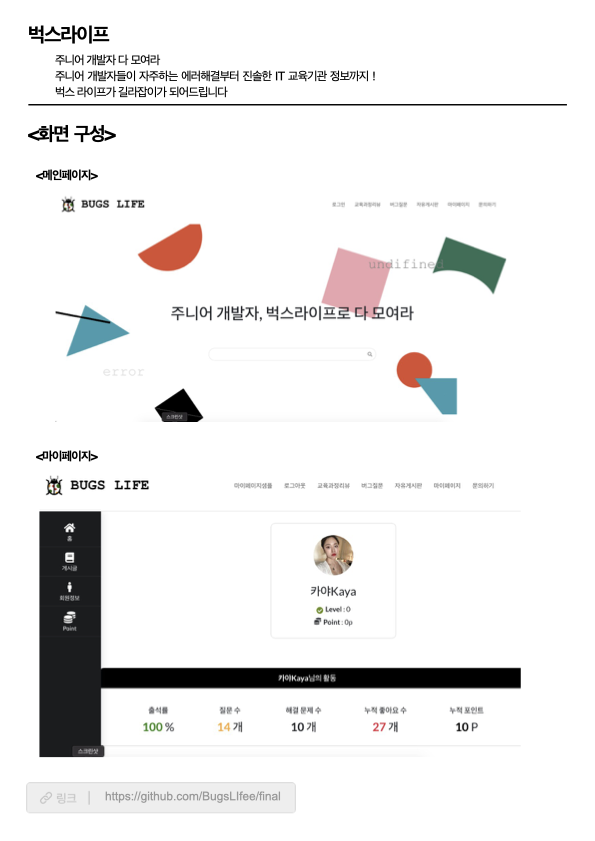 벅스라이프
주니어 개발자 다 모여라
주니어 개발자들이 자주하는 에러해결부터 진솔한 IT 교육기관 정보까지 !
벅스 라이프가 길라잡이가 되어드립니다
<화면 구성>
<메인페이지>
BUGS LIFE
로그인 교육과정리뷰 버그질문 자유게시판 마이페이지 문의하기
undifined
주니어 개발자, 벅스라이프로 다 모여라
error
스크린샷
<마이페이지>
BUGS LIFE
마이페이지샘플 로그아웃 교육과정리뷰 버그질문 자유게시판 마이페이지 문의하기
홈
게시글
회원정보
Point
카야Kaya
Level : 0
Point : 0p
카야Kaya님의 활동
출석률 질문 수 해결 문제 수 누적 좋아요 수 누적 포인트
100 % 14 개 10 개 27 개 10 P
스크린샷
링크 | https://github.com/BugsLIfee/final